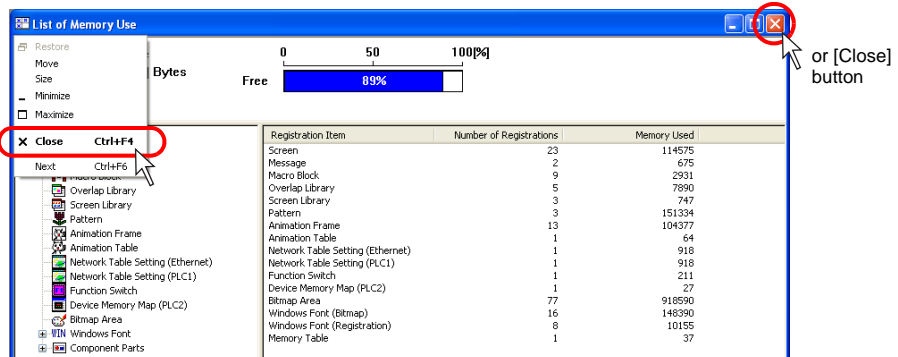 List of Memory Use
Restore
Move
Size
Minimize
Maximize
Close Ctrl+F4
Next Ctrl+F6
Bytes
0 50 100[%]
Free 89%
or [Close]
button
Overlap Library
Screen Library
Pattern
Animation Frame
Animation Table
Network Table Setting (Ethernet)
Network Table Setting (PLC1)
Function Switch
Device Memory Map (PLC2)
Bitmap Area
WIN Windows Font
Component Parts
Registration Item Number of Registrations Memory Used
Screen 23 114575
Message 2 675
Macro Block 9 2931
Overlap Library 5 7890
Screen Library 3 747
Pattern 3 151334
Animation Frame 13 104377
Animation Table 1 64
Network Table Setting (Ethernet) 1 918
Network Table Setting (PLC1) 1 918
Function Switch 1 211
Device Memory Map (PLC2) 1 27
Bitmap Area 77 918590
Windows Font (Bitmap) 16 148390
Windows Font (Registration) 8 10155
Memory Table 1 37